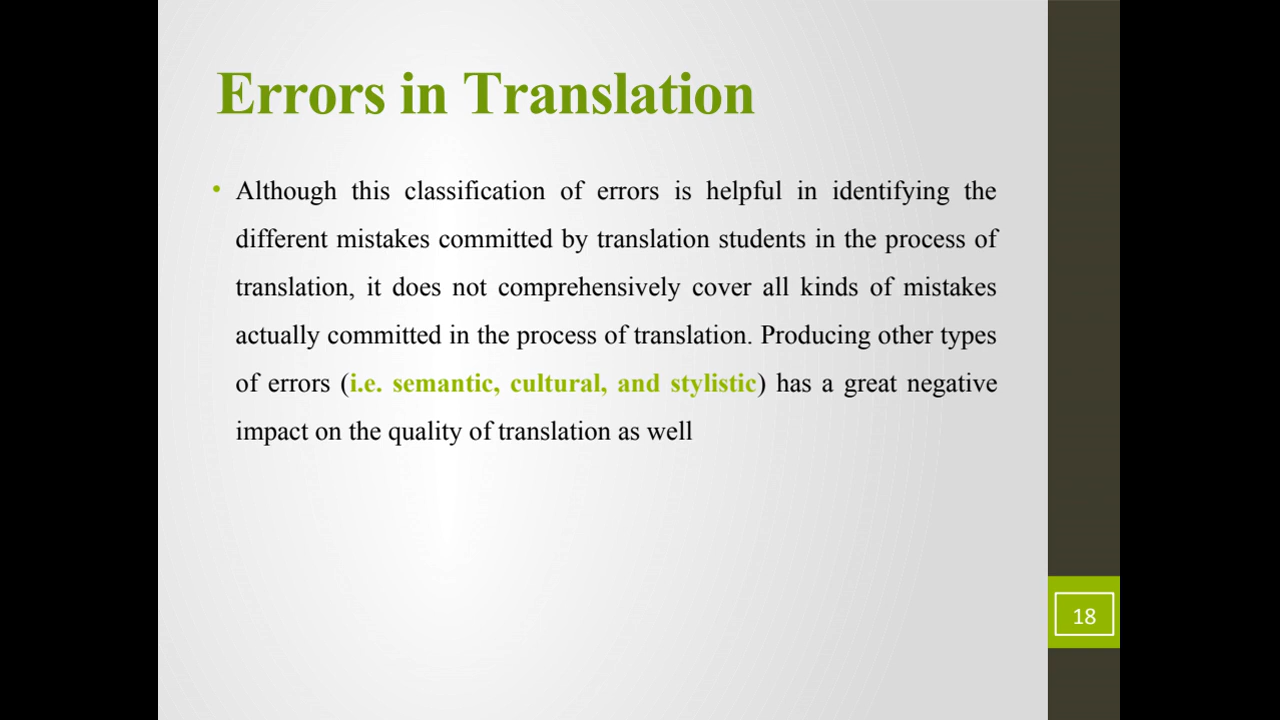 Errors in Translation
• Although this classification of errors is helpful in identifying the
different mistakes committed by translation students in the process of
translation, it does not comprehensively cover all kinds of mistakes
actually committed in the process of translation. Producing other types
of errors (i.e. semantic, cultural, and stylistic) has a great negative
impact on the quality of translation as well
18